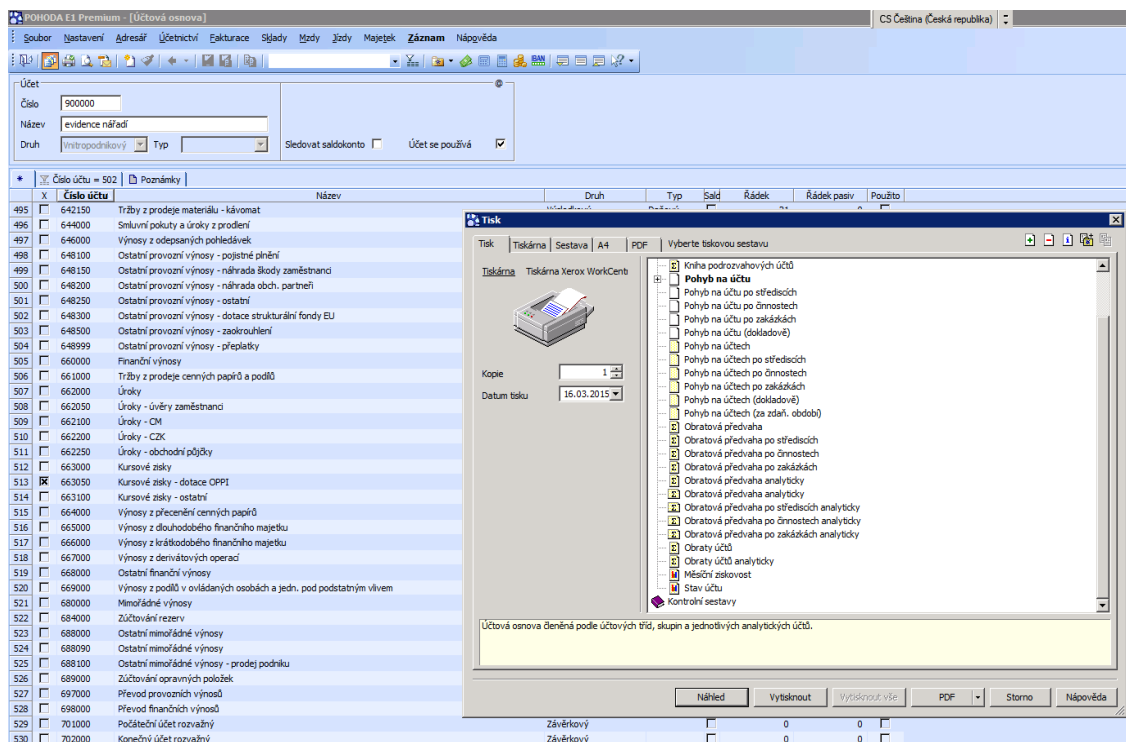 POHODA E1 Premium - [Účtová osnova]
CS Čeština (Česká republika)
Soubor Nastavení Adresář Účetnictví Fakturace Sklady Mzdy Jízdy Majetek Záznam Nápověda
Účet
@
Číslo 900000
Název evidence nářadí
Druh Vnitropodnikový Typ Sledovat saldokonto Účet se používá
* Číslo účtu = 502 Poznámky
X Číslo účtu Název Druh Typ Sald Řádek Řádek pasiv Použito
495 642150 Tržby z prodeje materiálu - kávomat
496 644000 Smluvní pokuty a úroky z prodlení
497 646000 Výnosy z odepsaných pohledávek
498 648100 Ostatní provozní výnosy - pojistné plnění
499 648150 Ostatní provozní výnosy - náhrada škody zaměstnanci
500 648200 Ostatní provozní výnosy - náhrada obch. partneři
501 648250 Ostatní provozní výnosy - ostatní
502 648300 Ostatní provozní výnosy - dotace strukturální fondy EU
503 648500 Ostatní provozní výnosy - zaokrouhlení
504 648999 Ostatní provozní výnosy - přeplatky
505 660000 Finanční výnosy
506 661000 Tržby z prodeje cenných papírů a podílů
507 662000 Úroky
508 662050 Úroky - úvěry zaměstnanci
509 662100 Úroky - CM
510 662200 Úroky - CZK
511 662250 Úroky - obchodní půjčky
512 663000 Kursové zisky
513 663050 Kursové zisky - dotace OPPI
514 663100 Kursové zisky - ostatní
515 664000 Výnosy z přecenění cenných papírů
516 665000 Výnosy z dlouhodobého finančního majetku
517 666000 Výnosy z krátkodobého finančního majetku
518 667000 Výnosy z derivátových operací
519 668000 Ostatní finanční výnosy
520 669000 Výnosy z podílů v ovládaných osobách a jedn. pod podstatným vlivem
521 680000 Mimořádné výnosy
522 684000 Zúčtování rezerv
523 688000 Ostatní mimořádné výnosy
524 688090 Ostatní mimořádné výnosy
525 688100 Ostatní mimořádné výnosy - prodej podniku
526 689000 Zúčtování opravných položek
527 697000 Převod provozních výnosů
528 698000 Převod finančních výnosů
529 701000 Počáteční účet rozvažný Závěrkový 0 0
530 702000 Konečný účet rozvažný Závěrkový 0 0
Tisk
Tisk Tiskárna Sestava A4 PDF Vyberte tiskovou sestavu
Tiskárna Tiskárna Xerox WorkCent
Kopie 1
Datum tisku 16.03.2015
Kniha podrozvahových účtů
Pohyb na účtu
Pohyb na účtu po střediscích
Pohyb na účtu po činnostech
Pohyb na účtu po zakázkách
Pohyb na účtu (dokladově)
Pohyb na účtech
Pohyb na účtech po střediscích
Pohyb na účtech po činnostech
Pohyb na účtech po zakázkách
Pohyb na účtech (dokladově)
Pohyb na účtech (za zdaň. období)
Obratová předvaha
Obratová předvaha po střediscích
Obratová předvaha po činnostech
Obratová předvaha po zakázkách
Obratová předvaha analyticky
Obratová předvaha analyticky
Obratová předvaha po střediscích analyticky
Obratová předvaha po činnostech analyticky
Obratová předvaha po zakázkách analyticky
Obraty účtů
Obraty účtů analyticky
Měsíční ziskovost
Stav účtu
Kontrolní sestavy
Účtová osnova členěná podle účtových tříd, skupin a jednotlivých analytických účtů.
Náhled Vytisknout Vytisknout vše PDF Storno Nápověda